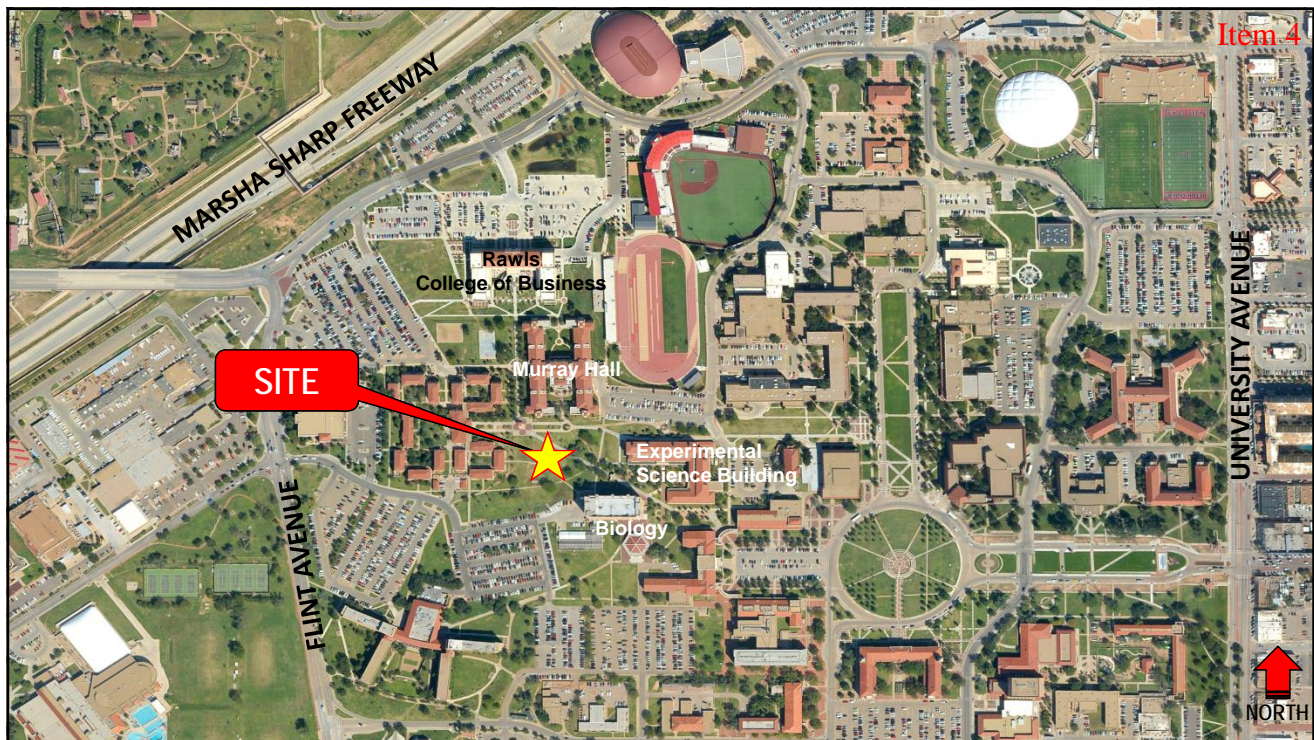 Item 4
MARSHA SHARP FREEWAY
Rawls
College of Business
UNIVERSITY AVENUE
SITE
Murray Hall
Experimental
Science Building
FLINT AVENUE
Biology
NORTH